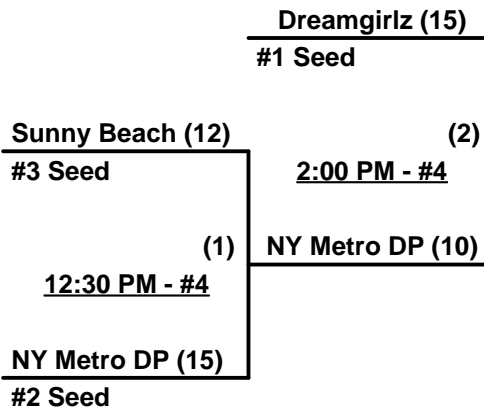 Dreamgirlz (15)
#1 Seed
Sunny Beach (12)
(2)
#3 Seed
2:00 PM - #4
(1)
NY Metro DP (10)
12:30 PM - #4
NY Metro DP (15)
#2 Seed